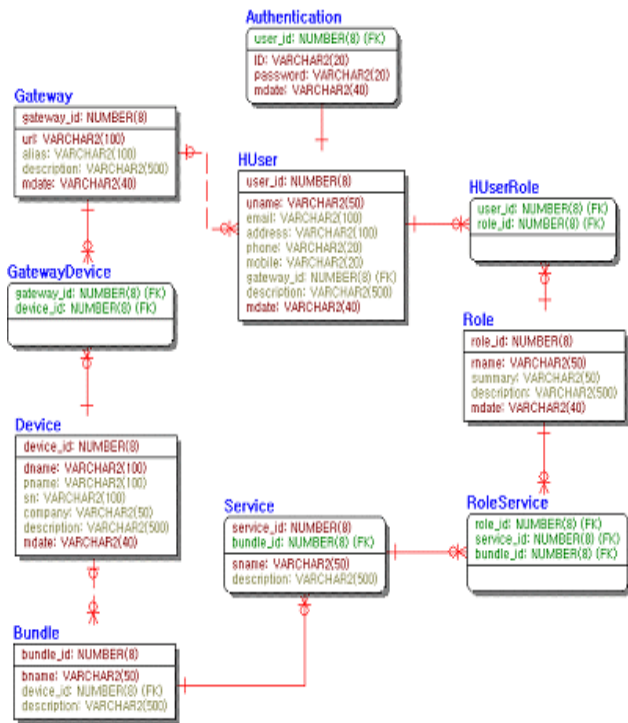 Authentication
user_id: NUMBER(8) (FK)
ID: VARCHAR2(20)
password: VARCHAR2(20)
mdate: VARCHAR2(40)
Gateway
gateway_id: NUMBER(8)
url: VARCHAR2(100)
alias: VARCHAR2(100)
description: VARCHAR2(500)
mdate: VARCHAR2(40)
HUser
user_id: NUMBER(8)
uname: VARCHAR2(50)
email: VARCHAR2(100)
address: VARCHAR2(100)
phone: VARCHAR2(20)
mobile: VARCHAR2(20)
gateway_id: NUMBER(8) (FK)
description: VARCHAR2(500)
mdate: VARCHAR2(40)
HUserRole
user_id: NUMBER(8) (FK)
role_id: NUMBER(8) (FK)
GatewayDevice
gateway_id: NUMBER(8) (FK)
device_id: NUMBER(8) (FK)
Role
role_id: NUMBER(8)
rname: VARCHAR2(50)
summary: VARCHAR2(50)
description: VARCHAR2(500)
mdate: VARCHAR2(40)
Device
device_id: NUMBER(8)
dname: VARCHAR2(100)
pname: VARCHAR2(100)
sn: VARCHAR2(100)
company: VARCHAR2(50)
description: VARCHAR2(500)
mdate: VARCHAR2(40)
Service
service_id: NUMBER(8)
bundle_id: NUMBER(8) (FK)
sname: VARCHAR2(50)
description: VARCHAR2(500)
RoleService
role_id: NUMBER(8) (FK)
service_id: NUMBER(8) (FK)
bundle_id: NUMBER(8) (FK)
Bundle
bundle_id: NUMBER(8)
bname: VARCHAR2(50)
device_id: NUMBER(8) (FK)
description: VARCHAR2(500)